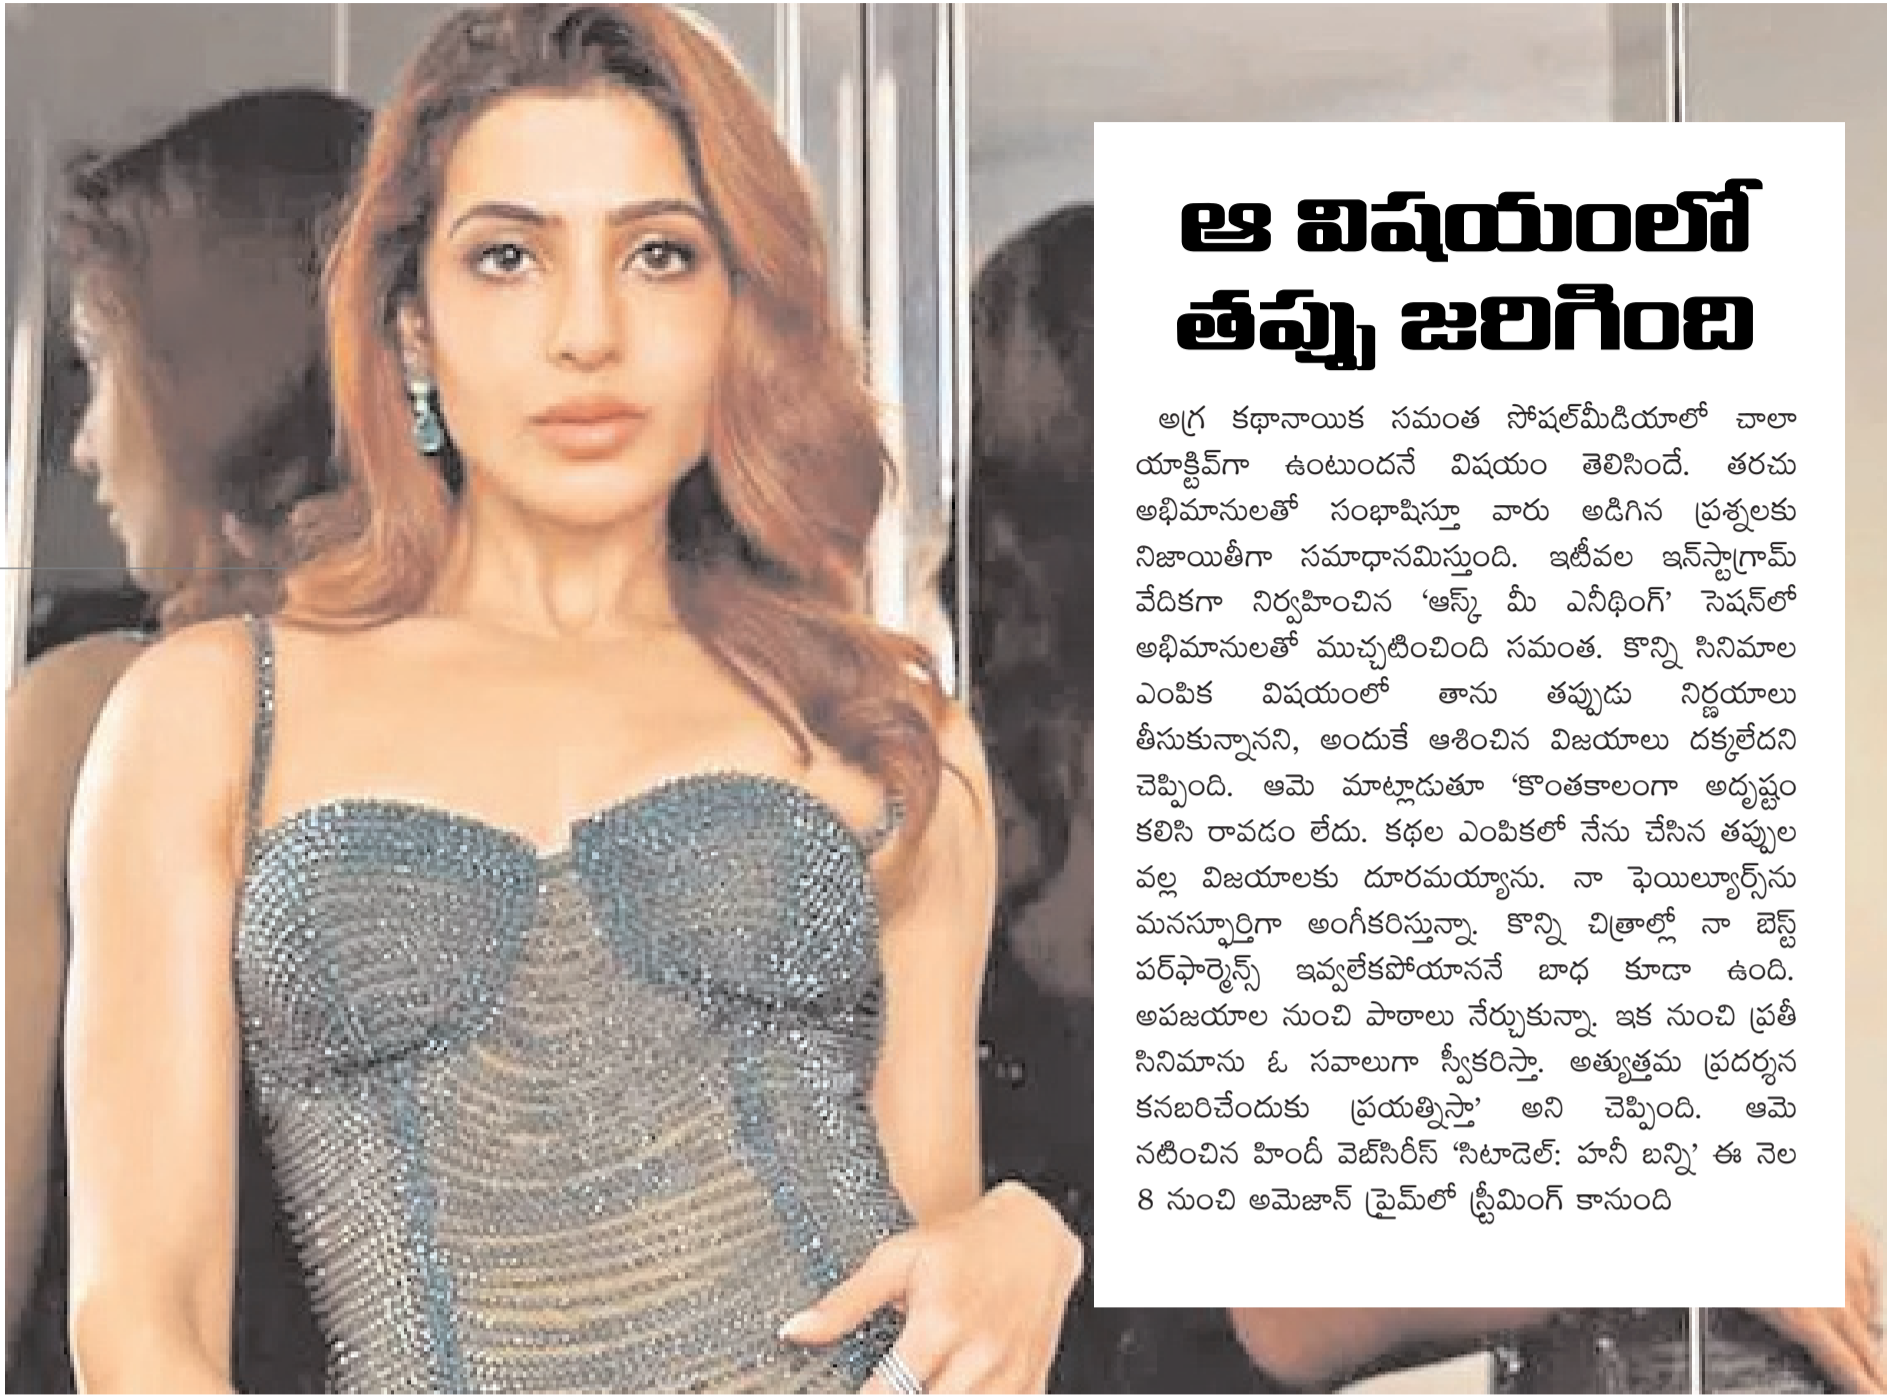 ఆ విషయంలో
తప్పు జరిగింది
అగ్ర కథానాయిక సమంత సోషల్‌మీడియాలో చాలా
యాక్టివ్‌గా ఉంటుందనే విషయం తెలిసిందే. తరచు
అభిమానులతో సంభాషిస్తూ వారు అడిగిన ప్రశ్నలకు
నిజాయితీగా సమాధానమిస్తుంది. ఇటీవల ఇన్‌స్టాగ్రామ్
వేదికగా నిర్వహించిన ‘ఆస్క్ మీ ఎనీథింగ్’ సెషన్‌లో
అభిమానులతో ముచ్చటించింది సమంత. కొన్ని సినిమాల
ఎంపిక విషయంలో తాను తప్పుడు నిర్ణయాలు
తీసుకున్నానని, అందుకే ఆశించిన విజయాలు దక్కలేదని
చెప్పింది. ఆమె మాట్లాడుతూ ‘కొంతకాలంగా అదృష్టం
కలిసి రావడం లేదు. కథల ఎంపికలో నేను చేసిన తప్పుల
వల్ల విజయాలకు దూరమయ్యాను. నా ఫెయిల్యూర్స్‌ను
మనస్ఫూర్తిగా అంగీకరిస్తున్నా. కొన్ని చిత్రాల్లో నా బెస్ట్
పర్‌ఫార్మెన్స్ ఇవ్వలేకపోయాననే బాధ కూడా ఉంది.
అపజయాల నుంచి పాఠాలు నేర్చుకున్నా. ఇక నుంచి ప్రతీ
సినిమాను ఓ సవాలుగా స్వీకరిస్తా. అత్యుత్తమ ప్రదర్శన
కనబరిచేందుకు ప్రయత్నిస్తా’ అని చెప్పింది. ఆమె
నటించిన హిందీ వెబ్‌సిరీస్ ‘సిటాడెల్: హనీ బన్ని’ ఈ నెల
8 నుంచి అమెజాన్ ప్రైమ్‌లో స్ట్రీమింగ్ కానుంది